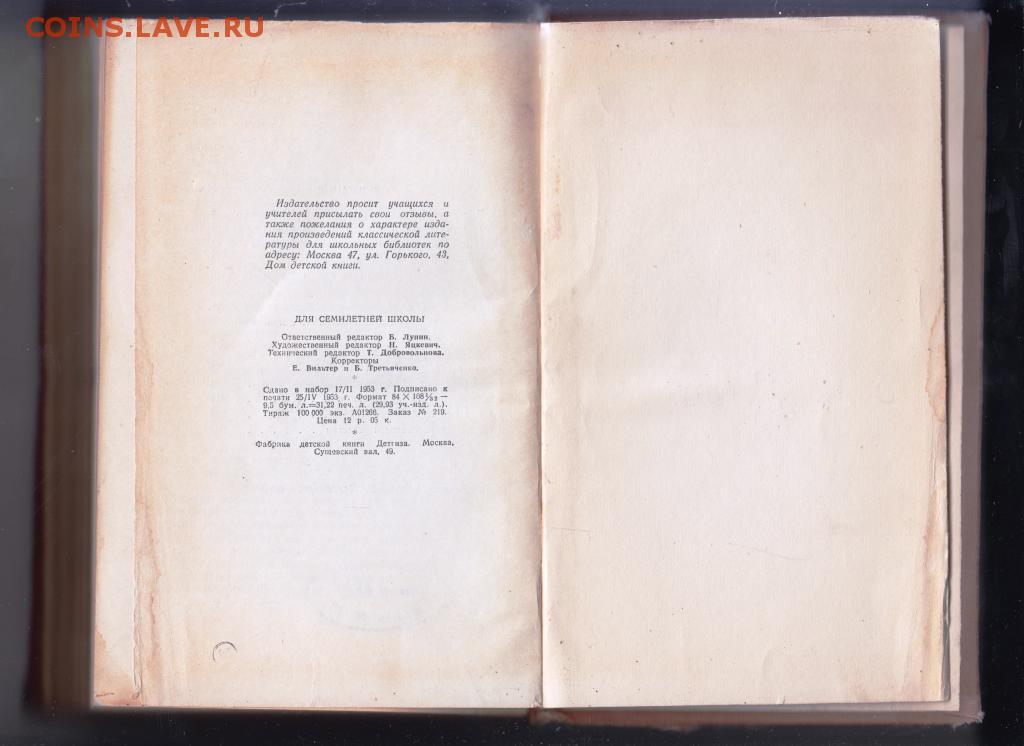 COINS.LAVE.RU
Издательство просит учащихся и
учителей присылать свои отзывы, а
также пожелания о характере изда-
ния произведений классической лите-
ратуры для школьных библиотек по
адресу: Москва 47, ул. Горького, 43,
Дом детской книги.
ДЛЯ СЕМИЛЕТНЕЙ ШКОЛЫ
Ответственный редактор Б. Лунин.
Художественный редактор Н. Яцкевич.
Технический редактор Т. Добровольнова.
Корректоры
Е. Вильтер и Б. Третьяченко.
*
Сдано в набор 17/II 1953 г. Подписано к
печати 25/IV 1953 г. Формат 84 × 108 1/32 —
9,5 бум. л.=31,22 печ. л. (29,93 уч.-изд. л.).
Тираж 100 000 экз. А01266. Заказ № 219.
Цена 12 р. 05 к.
*
Фабрика детской книги Детгиза. Москва,
Сущевский вал, 49.